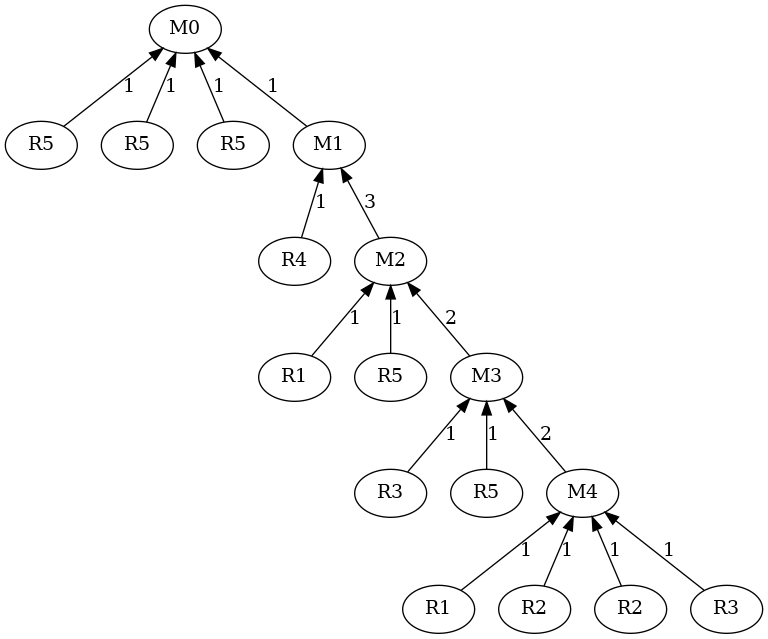 M0
1 1 1 1
R5 R5 R5 M1
1 3
R4 M2
1 1 2
R1 R5 M3
1 1 2
R3 R5 M4
1 1 1 1
R1 R2 R2 R3